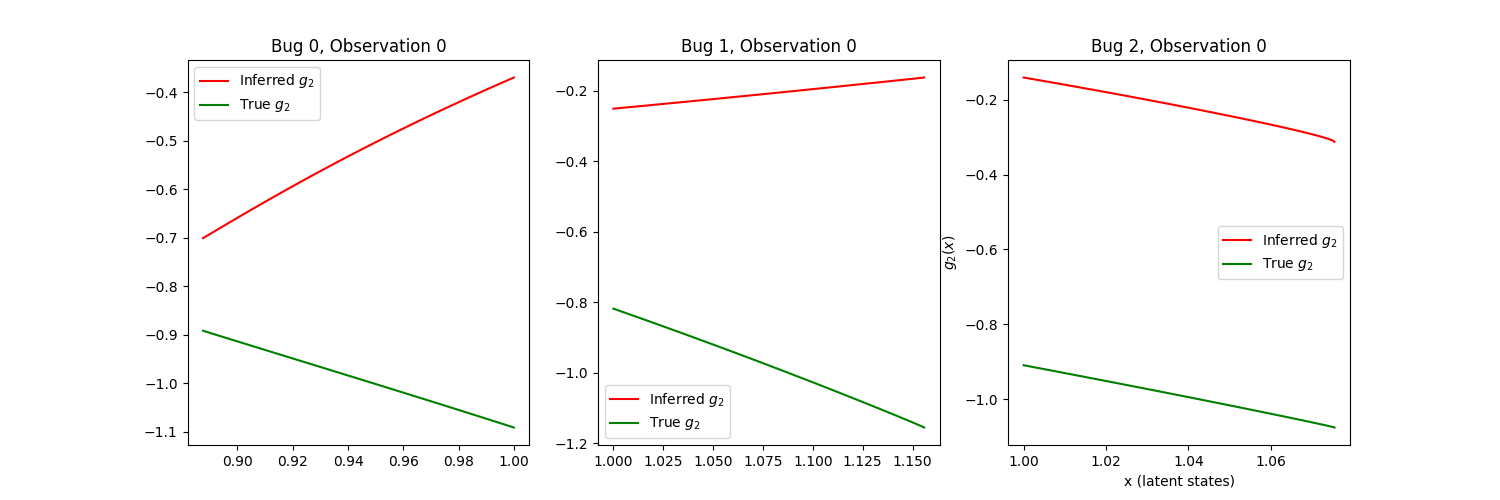 Bug 0, Observation 0
Inferred g₂
True g₂
−0.4
−0.5
−0.6
−0.7
−0.8
−0.9
−1.0
−1.1
0.90 0.92 0.94 0.96 0.98 1.00
Bug 1, Observation 0
−0.2
−0.4
−0.6
−0.8
−1.0
−1.2
Inferred g₂
True g₂
1.000 1.025 1.050 1.075 1.100 1.125 1.150
Bug 2, Observation 0
g₂(x)
−0.2
−0.4
−0.6
−0.8
−1.0
Inferred g₂
True g₂
1.00 1.02 1.04 1.06
x (latent states)